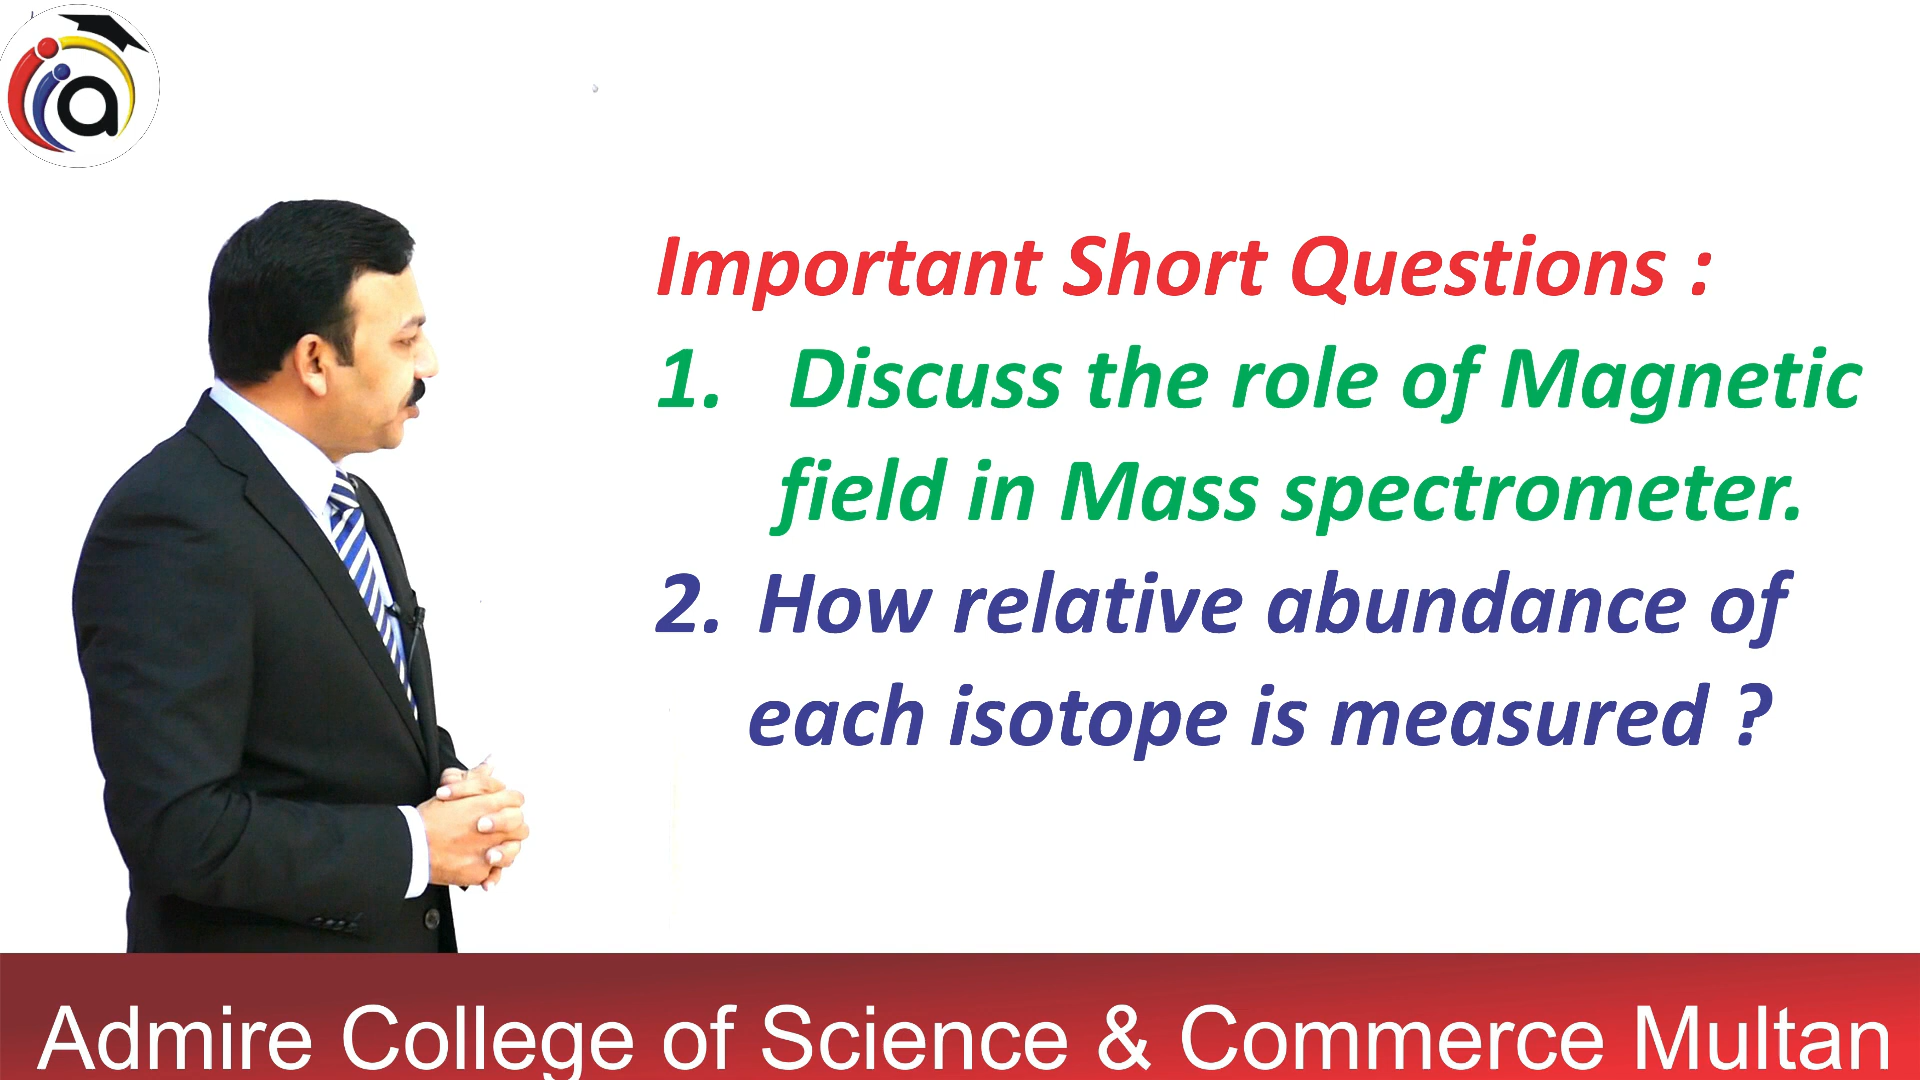 a
Important Short Questions :
1. Discuss the role of Magnetic
field in Mass spectrometer.
2. How relative abundance of
each isotope is measured ?
Admire College of Science & Commerce Multan